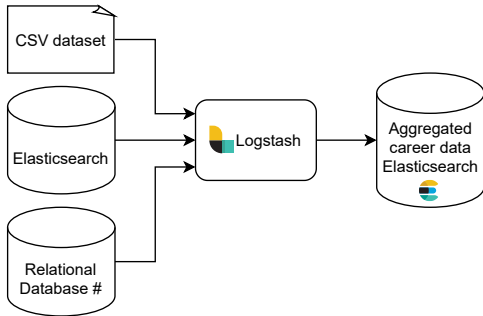 CSV dataset
Elasticsearch
Relational
Database #
Logstash
Aggregated
career data
Elasticsearch